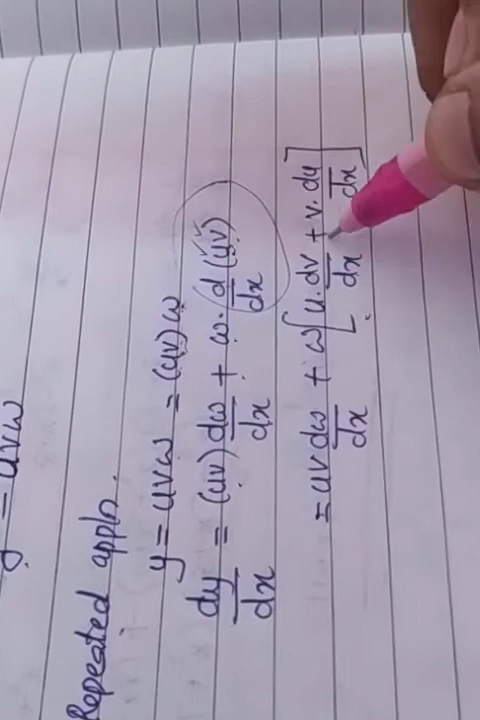 y = uvw
Repeated appln.
y = uvw = (uv)w
dy/dx = (uv) dw/dx + w. d/dx (uv)
= uv dw/dx + w[u. dv/dx + v. du/dx]